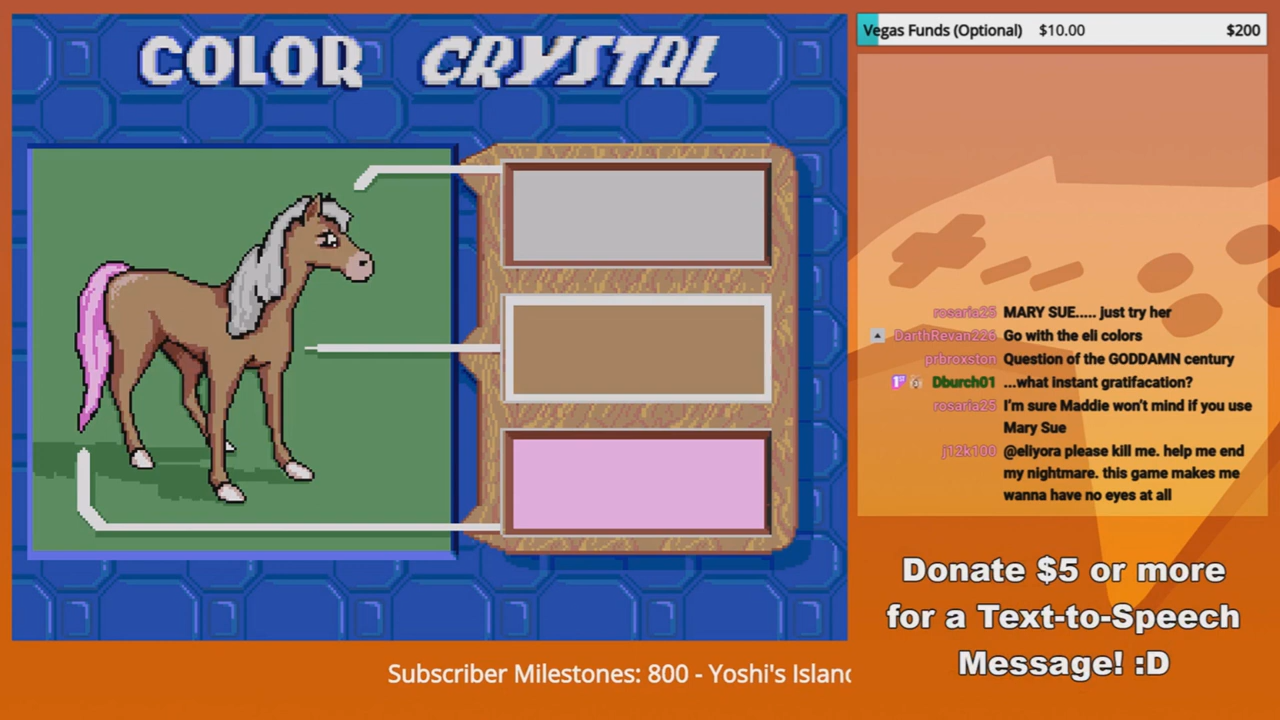 COLOR CRYSTAL
Vegas Funds (Optional) $10.00 $200
rosaria25 MARY SUE..... just try her
DarthRevan226 Go with the eli colors
prbroxston Question of the GODDAMN century
1st Dburch01 ...what instant gratifacation?
rosaria25 I'm sure Maddie won't mind if you use
Mary Sue
j12k100 @eliyora please kill me. help me end
my nightmare. this game makes me
wanna have no eyes at all
Donate $5 or more
for a Text-to-Speech
Message! :D
Subscriber Milestones: 800 - Yoshi's Islanc